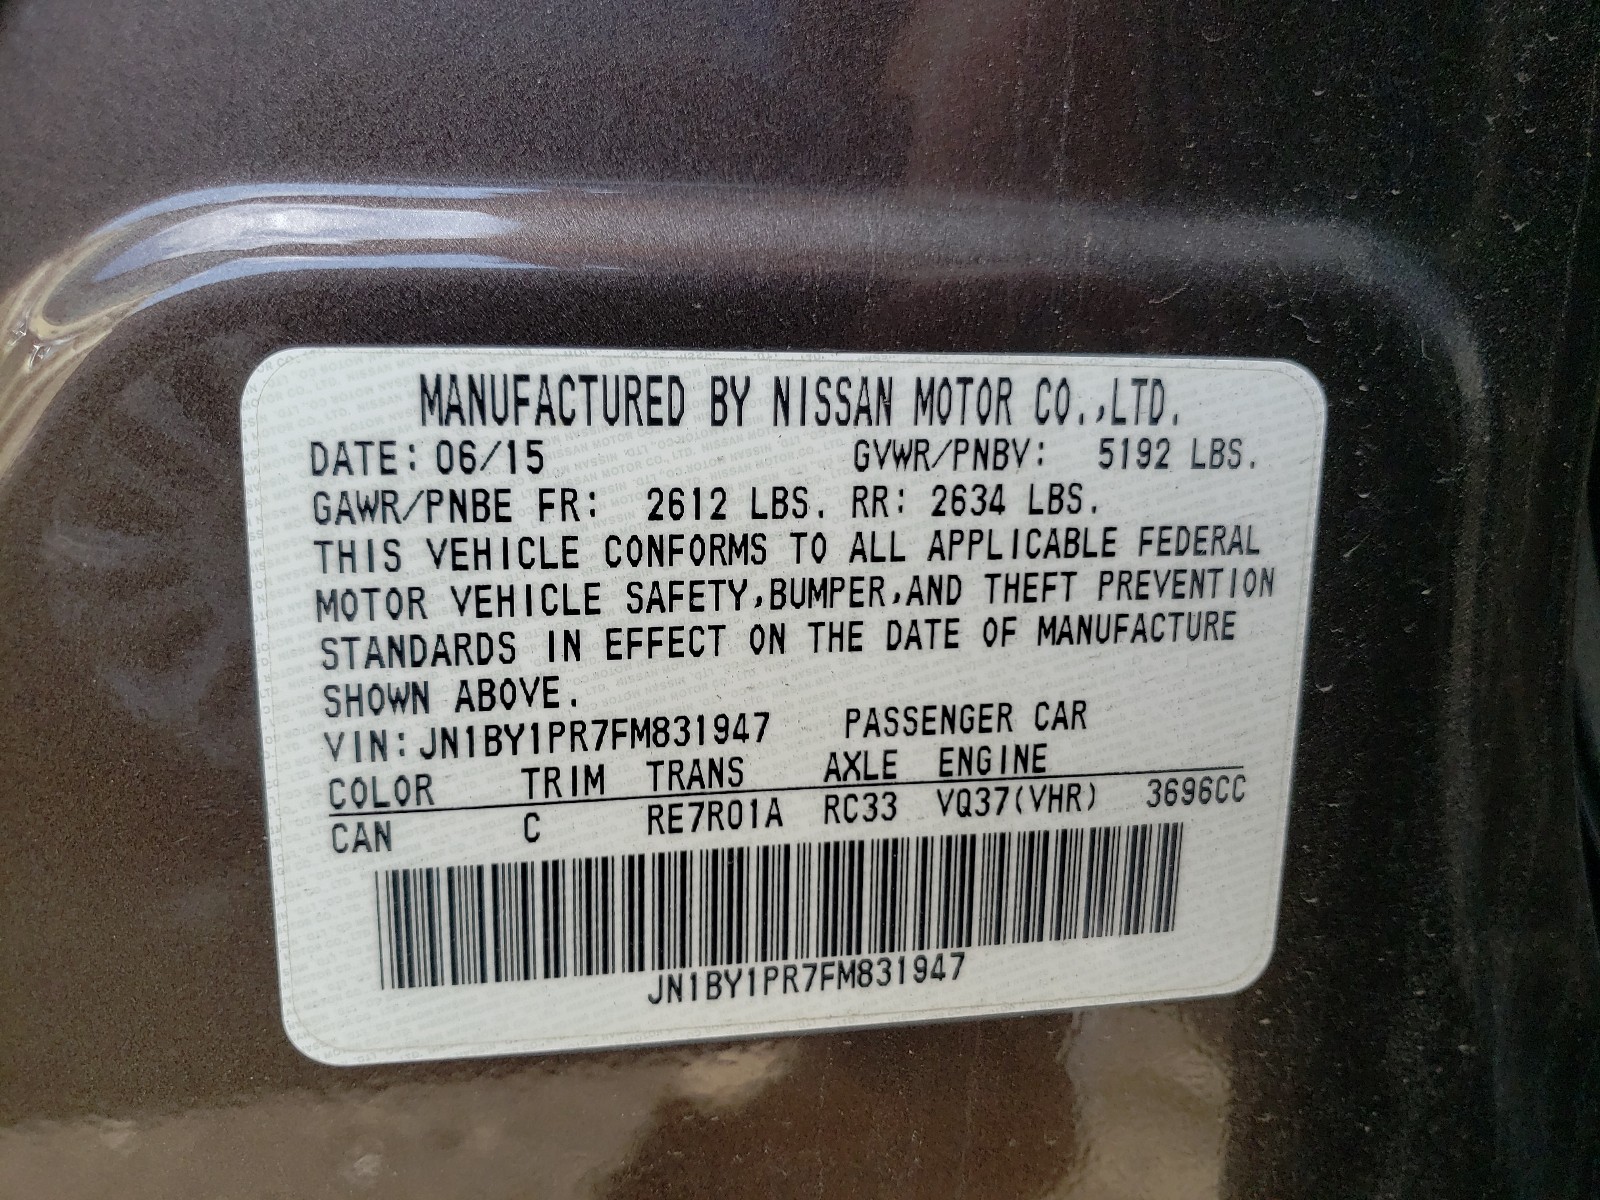 MANUFACTURED BY NISSAN MOTOR CO.,LTD.
DATE: 06/15 GVWR/PNBV: 5192 LBS.
GAWR/PNBE FR: 2612 LBS. RR: 2634 LBS.
THIS VEHICLE CONFORMS TO ALL APPLICABLE FEDERAL
MOTOR VEHICLE SAFETY,BUMPER,AND THEFT PREVENTION
STANDARDS IN EFFECT ON THE DATE OF MANUFACTURE
SHOWN ABOVE.
VIN:JN1BY1PR7FM831947 PASSENGER CAR
COLOR TRIM TRANS AXLE ENGINE
CAN C RE7R01A RC33 VQ37(VHR) 3696CC
JN1BY1PR7FM831947